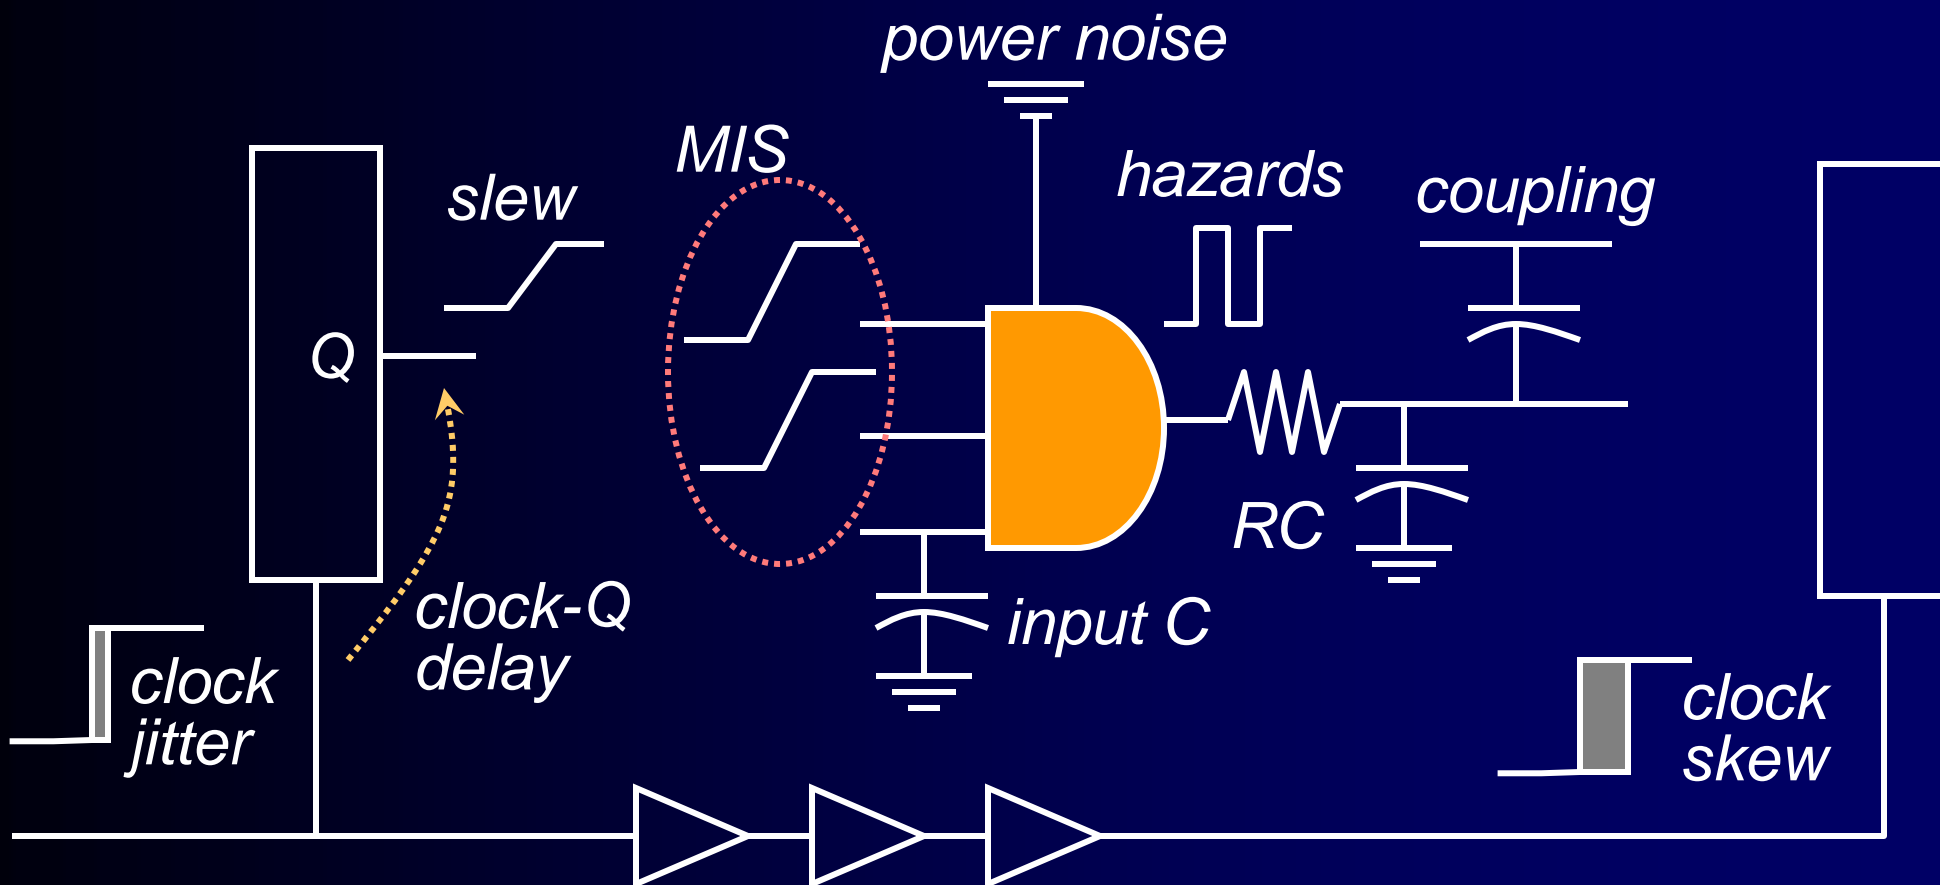 power noise
MIS
hazards
coupling
slew
Q
RC
clock-Q
delay
input C
clock
jitter
clock
skew